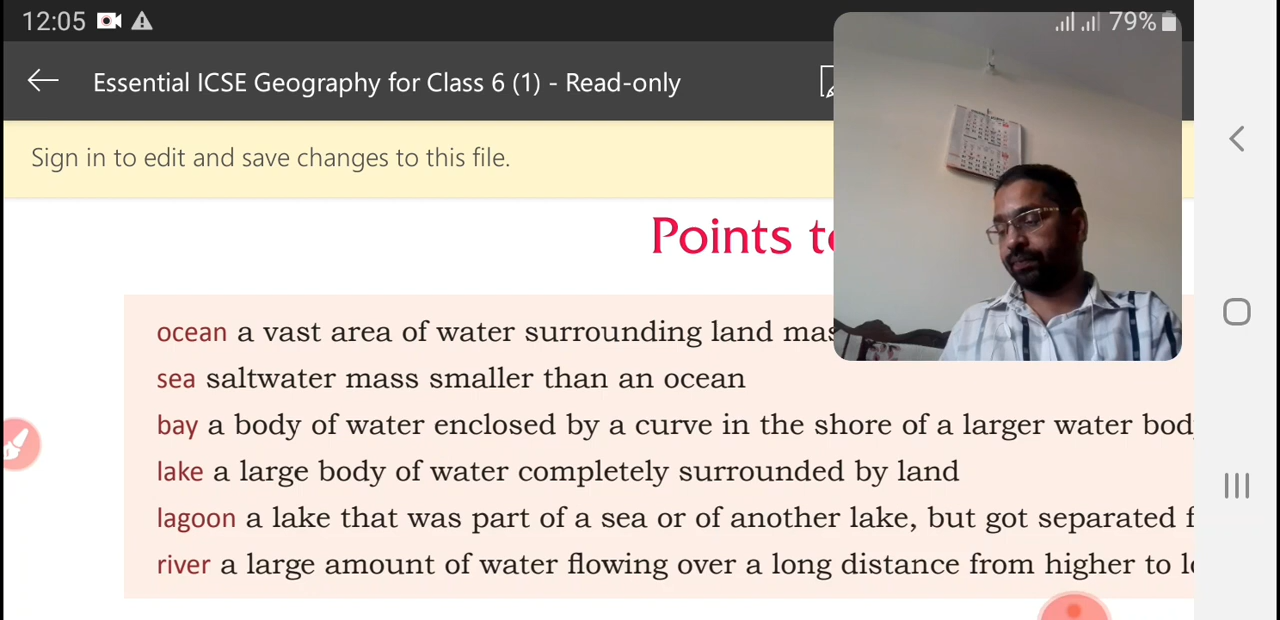 12:05 79%
Essential ICSE Geography for Class 6 (1) - Read-only
Sign in to edit and save changes to this file.
Points
ocean a vast area of water surrounding land
sea saltwater mass smaller than an ocean
bay a body of water enclosed by a curve in the shore of a larger water
lake a large body of water completely surrounded by land
lagoon a lake that was part of a sea or of another lake, but got separated
river a large amount of water flowing over a long distance from higher to